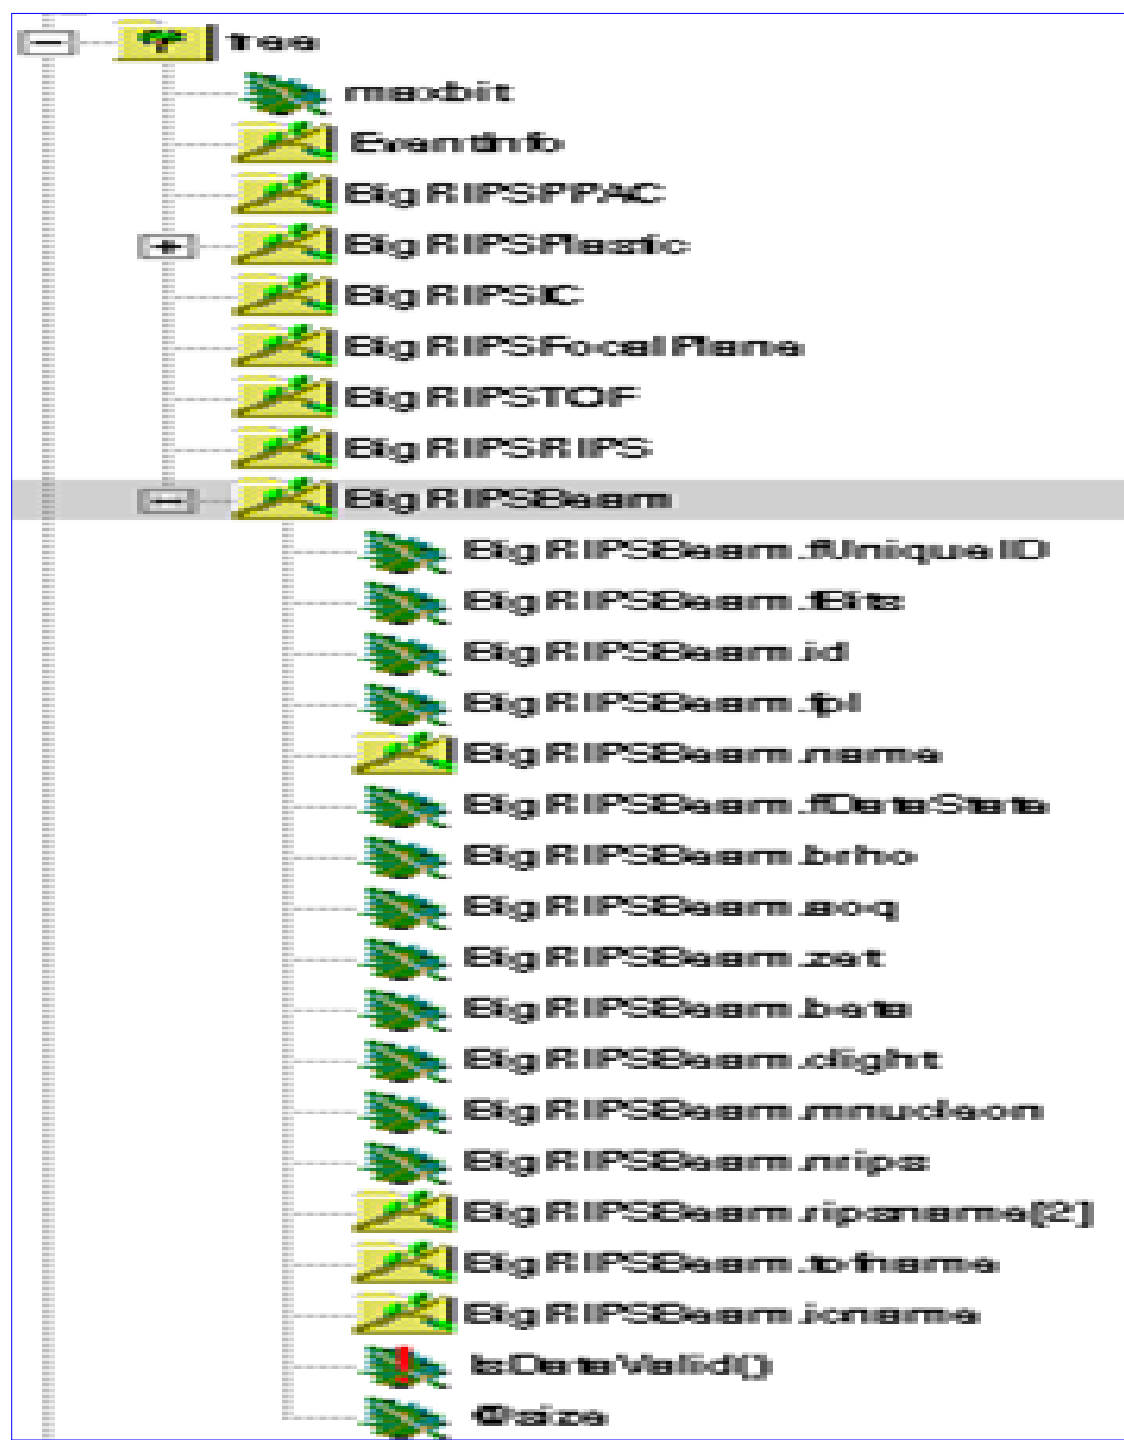 tree
maxbit
EventInfo
BigRIPSPPAC
BigRIPSPlastic
BigRIPSIC
BigRIPSFocalPlane
BigRIPSTOF
BigRIPSRIPS
BigRIPSBeam
BigRIPSBeam.fUniqueID
BigRIPSBeam.fBits
BigRIPSBeam.id
BigRIPSBeam.fpl
BigRIPSBeam.name
BigRIPSBeam.fDataState
BigRIPSBeam.brho
BigRIPSBeam.aoq
BigRIPSBeam.zet
BigRIPSBeam.beta
BigRIPSBeam.clight
BigRIPSBeam.mnucleon
BigRIPSBeam.nrips
BigRIPSBeam.ripsname[2]
BigRIPSBeam.tofname
BigRIPSBeam.icname
IsDataValid()
@size